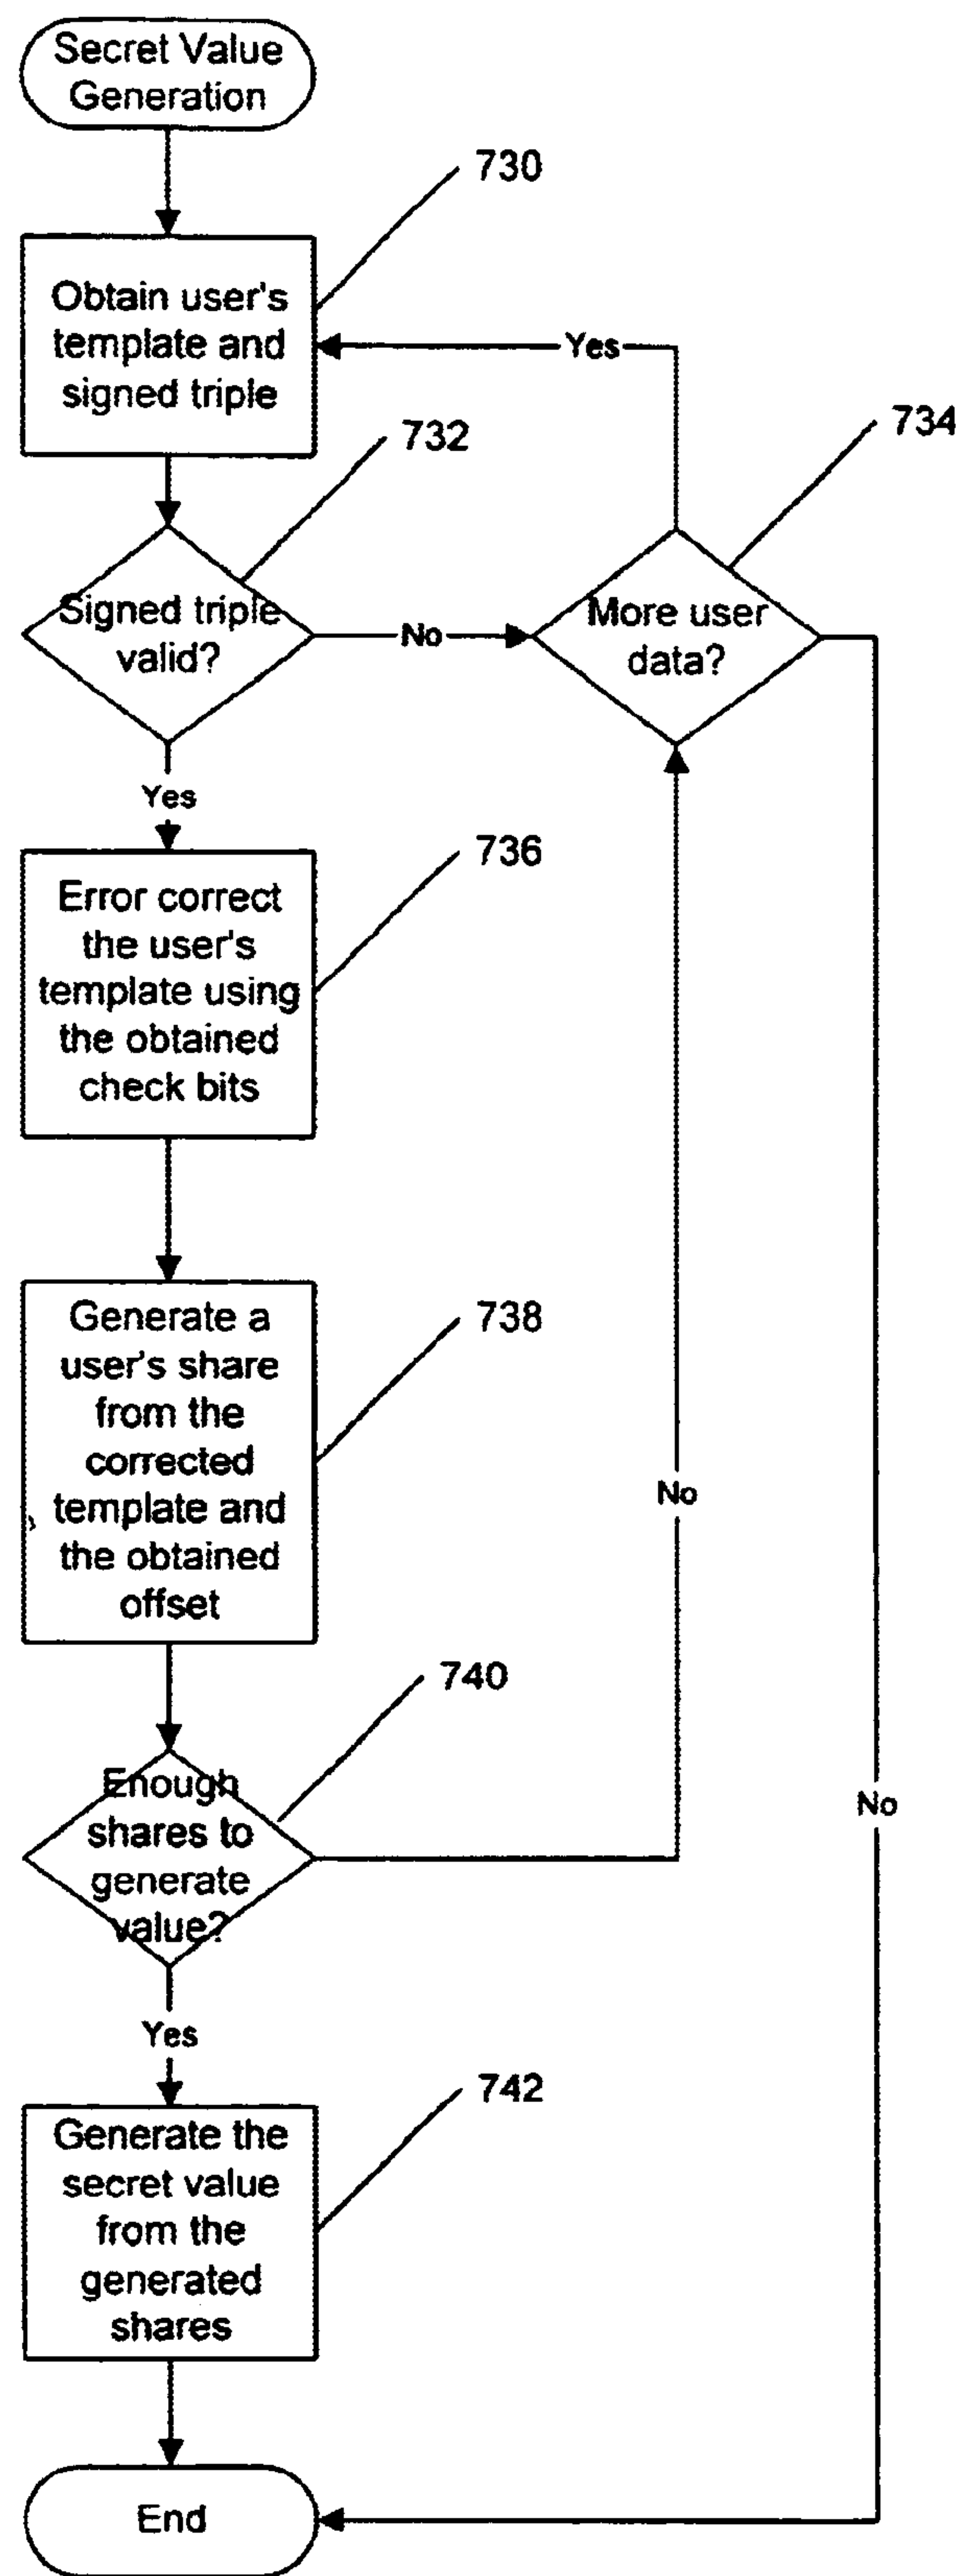 Secret Value
Generation
730
Obtain user's
template and
signed triple
Yes
732
734
Signed triple
valid?
No
More user
data?
Yes
736
Error correct
the user's
template using
the obtained
check bits
738
Generate a
user's share
from the
corrected
template and
the obtained
offset
No
740
No
Enough
shares to
generate
value?
Yes
742
Generate the
secret value
from the
generated
shares
End